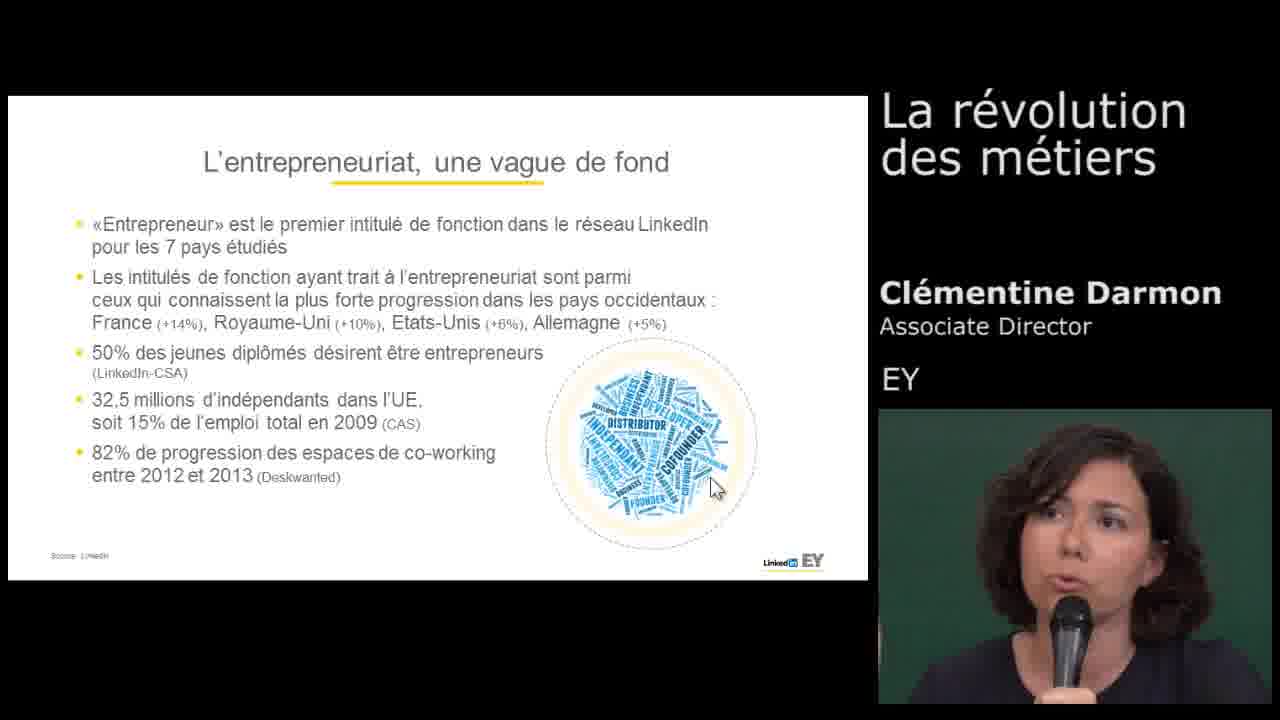 L'entrepreneuriat, une vague de fond
«Entrepreneur» est le premier intitulé de fonction dans le réseau LinkedIn
pour les 7 pays étudiés
Les intitulés de fonction ayant trait à l'entrepreneuriat sont parmi
ceux qui connaissent la plus forte progression dans les pays occidentaux :
France (+14%), Royaume-Uni (+10%), Etats-Unis (+6%), Allemagne (+5%)
50% des jeunes diplômés désirent être entrepreneurs
(LinkedIn-CSA)
32,5 millions d'indépendants dans l'UE,
soit 15% de l'emploi total en 2009 (CAS)
82% de progression des espaces de co-working
entre 2012 et 2013 (Deskwanted)
BUSINESS
INDEPENDANT
DEVELOPER
DISTRIBUTOR
INDEPENDANT
COFOUNDER
FOUNDER
Source: LinkedIn
LinkedIn EY
La révolution
des métiers
Clémentine Darmon
Associate Director
EY